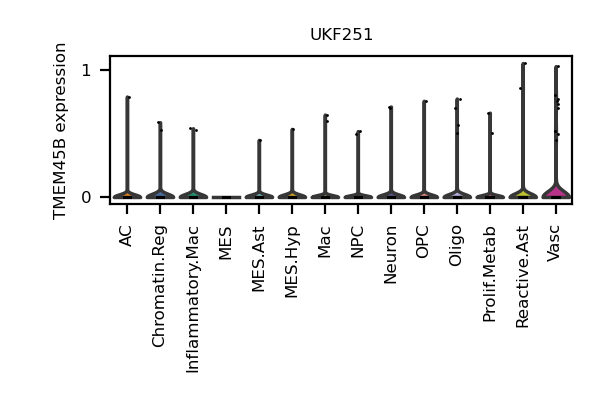 UKF251
TMEM45B expression
1
0
AC
Chromatin.Reg
Inflammatory.Mac
MES
MES.Ast
MES.Hyp
Mac
NPC
Neuron
OPC
Oligo
Prolif.Metab
Reactive.Ast
Vasc